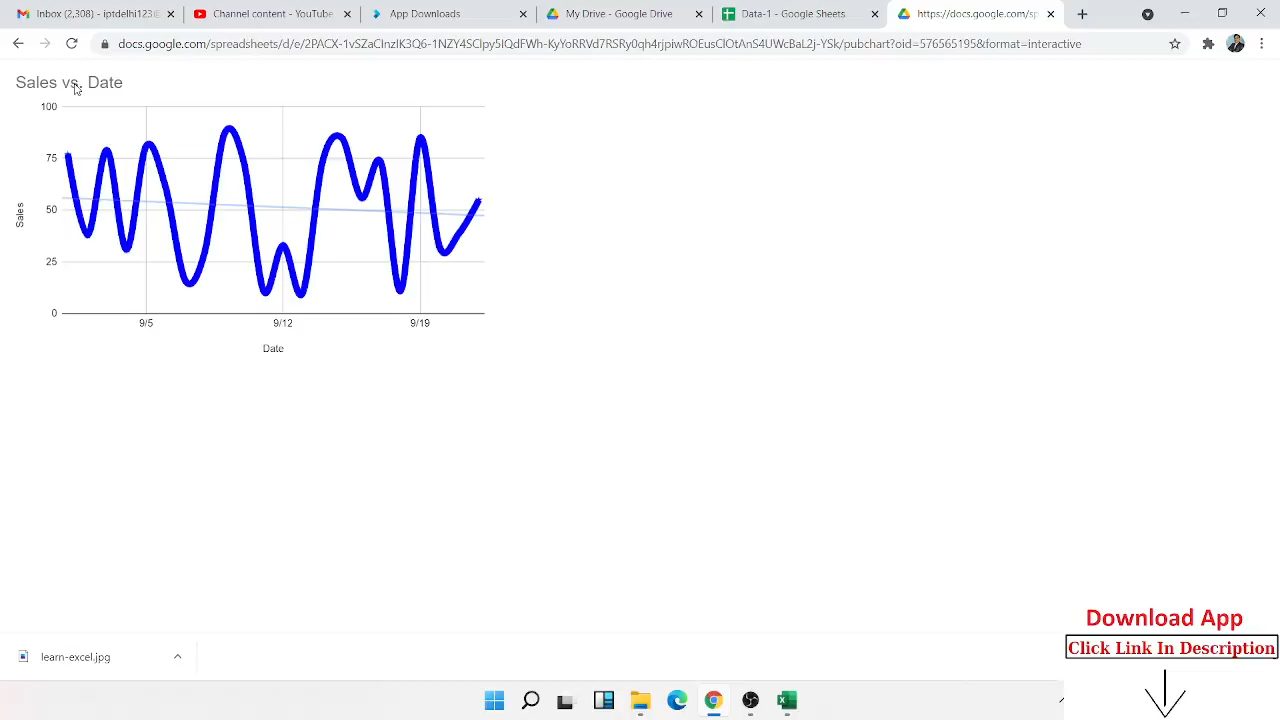 Inbox (2,308) - iptdelhi123@
Channel content - YouTube
App Downloads
My Drive - Google Drive
Data-1 - Google Sheets
https://docs.google.com/sp
docs.google.com/spreadsheets/d/e/2PACX-1vSZaCInzIK3Q6-1NZY4SClpy5IQdFWh-KyYoRRVd7RSRy0qh4rjpiwROEusClOtAnS4UWcBaL2j-YSk/pubchart?oid=576565195&format=interactive
Sales vs. Date
100
75
50
25
0
Sales
9/5
9/12
9/19
Date
learn-excel.jpg
Download App
Click Link In Description